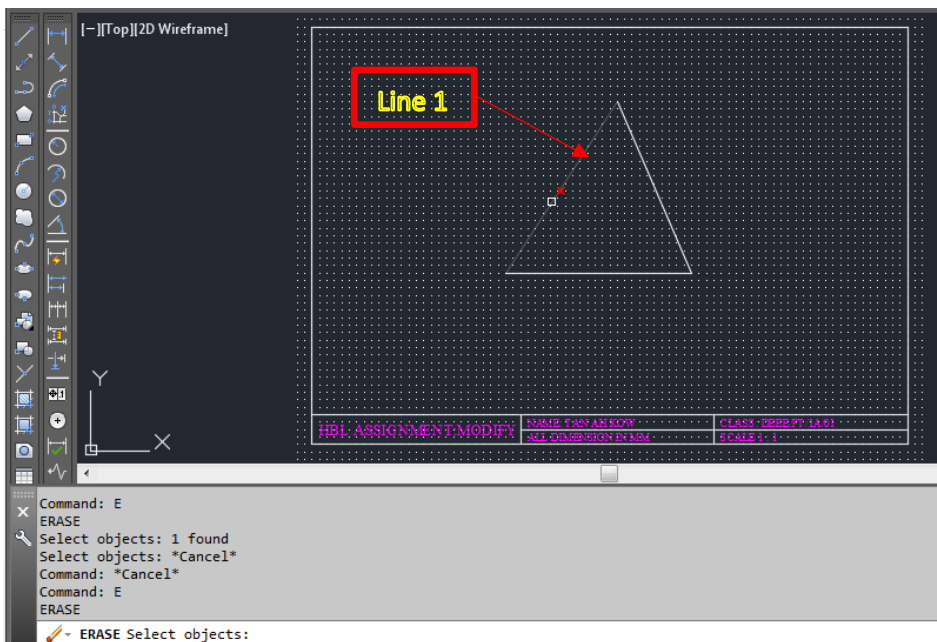 [−][Top][2D Wireframe]
Line 1
Y
X
HBL ASSIGNMENT:MODIFY
NAME: TAN AH KOW
CLASS : DEEE/FT/1A/01
ALL DIMENSION IN MM
SCALE 1 : 1
Command: E
ERASE
Select objects: 1 found
Select objects: *Cancel*
Command: *Cancel*
Command: E
ERASE
ERASE Select objects: